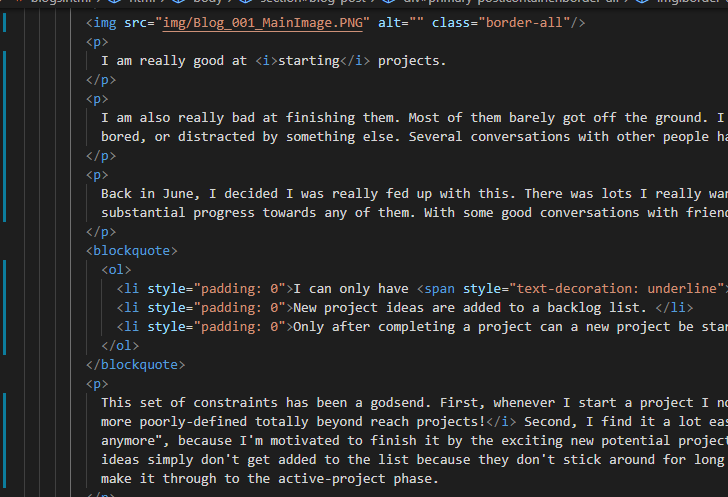 <img src="img/Blog_001_MainImage.PNG" alt="" class="border-all"/>
<p>
I am really good at <i>starting</i> projects.
</p>
<p>
I am also really bad at finishing them. Most of them barely got off the ground. I
bored, or distracted by something else. Several conversations with other people ha
</p>
<p>
Back in June, I decided I was really fed up with this. There was lots I really wan
substantial progress towards any of them. With some good conversations with friend
</p>
<blockquote>
<ol>
<li style="padding: 0">I can only have <span style="text-decoration: underline">
<li style="padding: 0">New project ideas are added to a backlog list. </li>
<li style="padding: 0">Only after completing a project can a new project be star
</ol>
</blockquote>
<p>
This set of constraints has been a godsend. First, whenever I start a project I no
more poorly-defined totally beyond reach projects!</i> Second, I find it a lot eas
anymore", because I'm motivated to finish it by the exciting new potential project
ideas simply don't get added to the list because they don't stick around for long
make it through to the active-project phase.
</p>